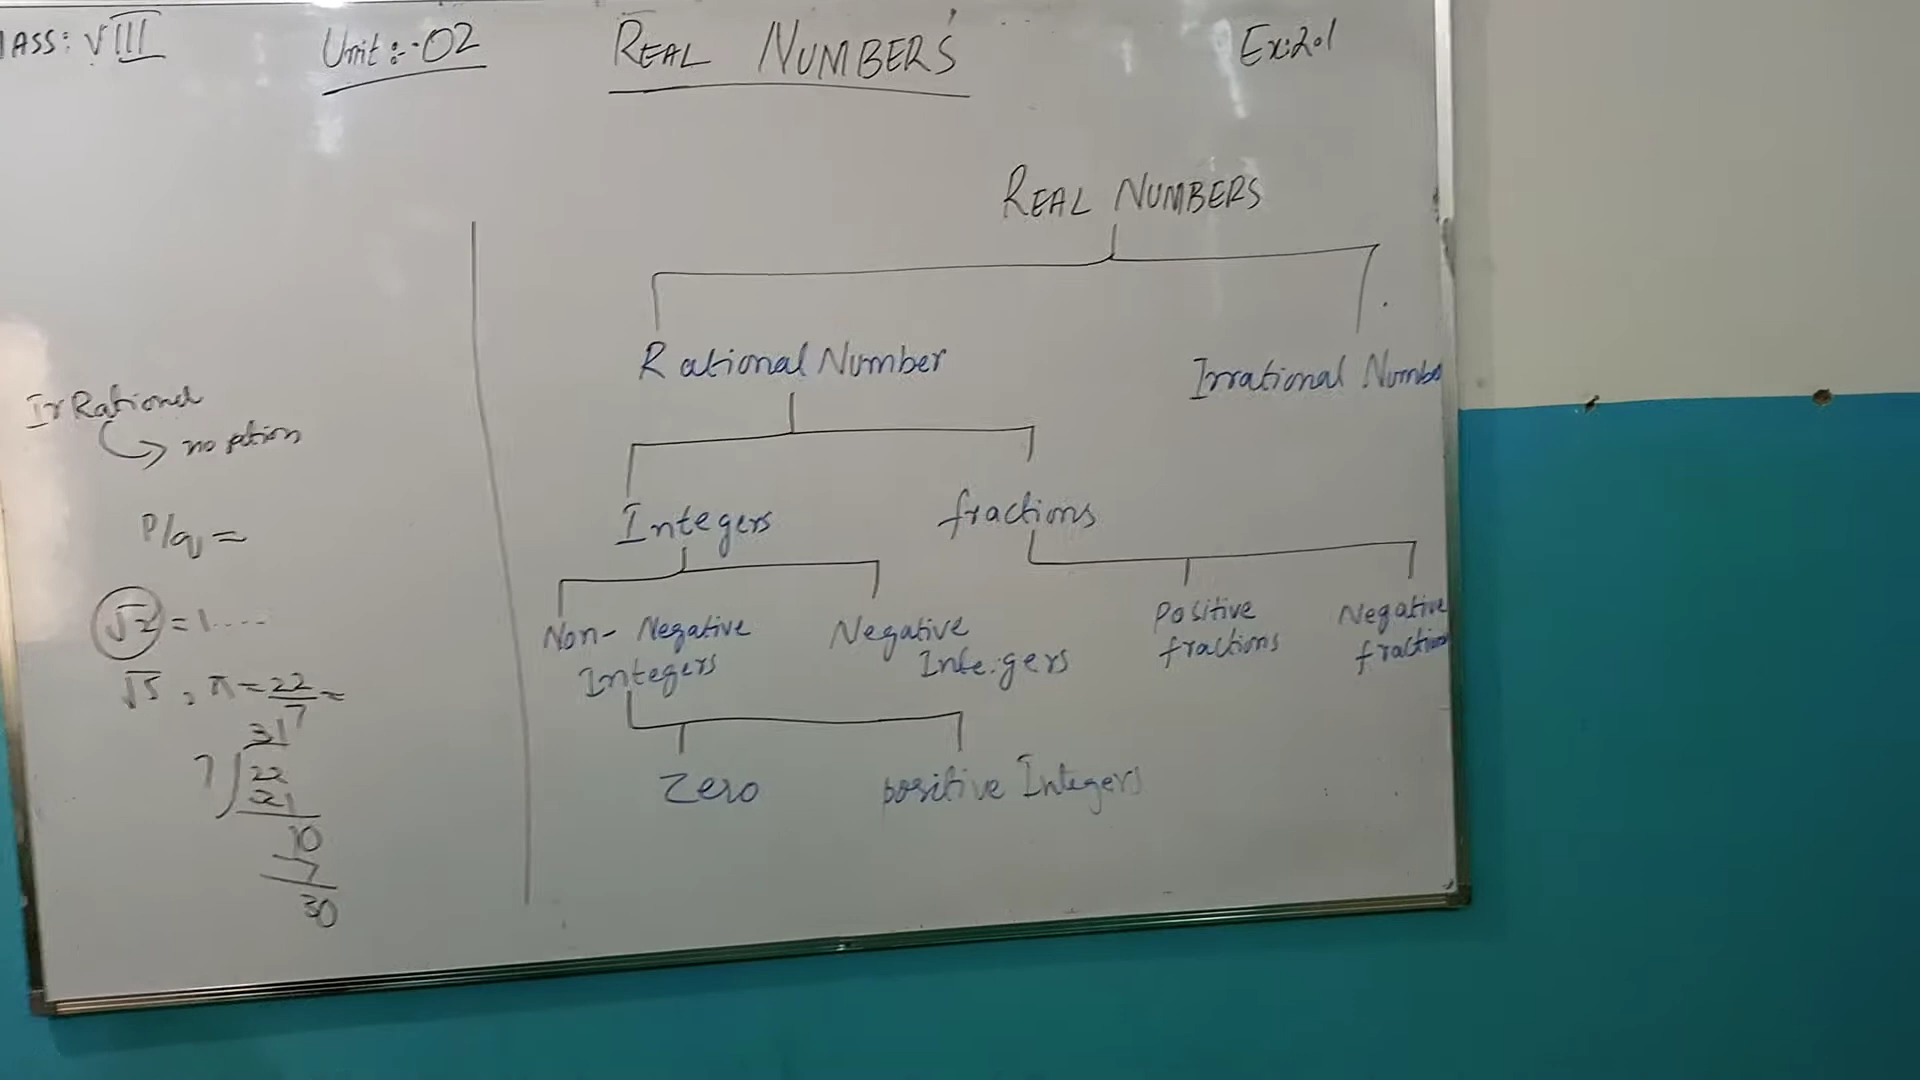 ASS: VIII Unit :- 02 REAL NUMBERS Ex:2.1
REAL NUMBERS
Rational Number Irrational Numbe
Integers fractions
Non- Negative Integers
Negative Integers
Positive fractions
Negative fraction
Zero positive Integers
IrRational
no
P/q =
√2 = 1....
√5, π = 22/7 =
31
7 22
21
10
7
30